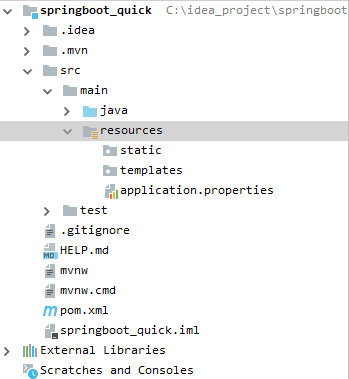 springboot_quick C:\idea_project\springboot
.idea
.mvn
src
main
java
resources
static
templates
application.properties
test
.gitignore
HELP.md
mvnw
mvnw.cmd
pom.xml
springboot_quick.iml
External Libraries
Scratches and Consoles